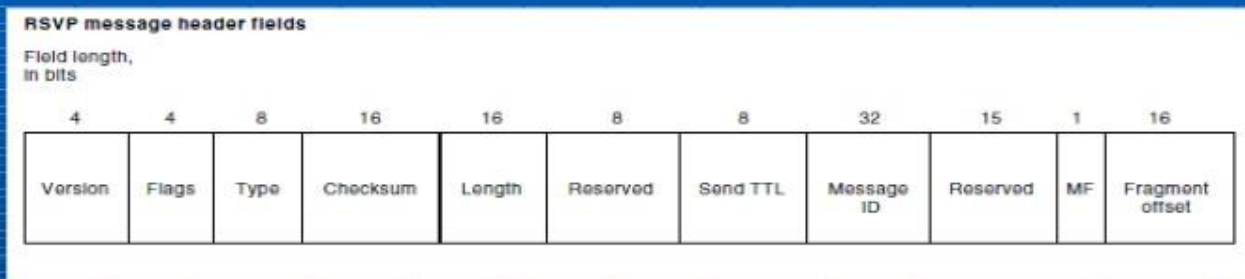 RSVP message header fields
Field length,
in bits
4 4 8 16 16 8 8 32 15 1 16
Version Flags Type Checksum Length Reserved Send TTL Message ID Reserved MF Fragment offset